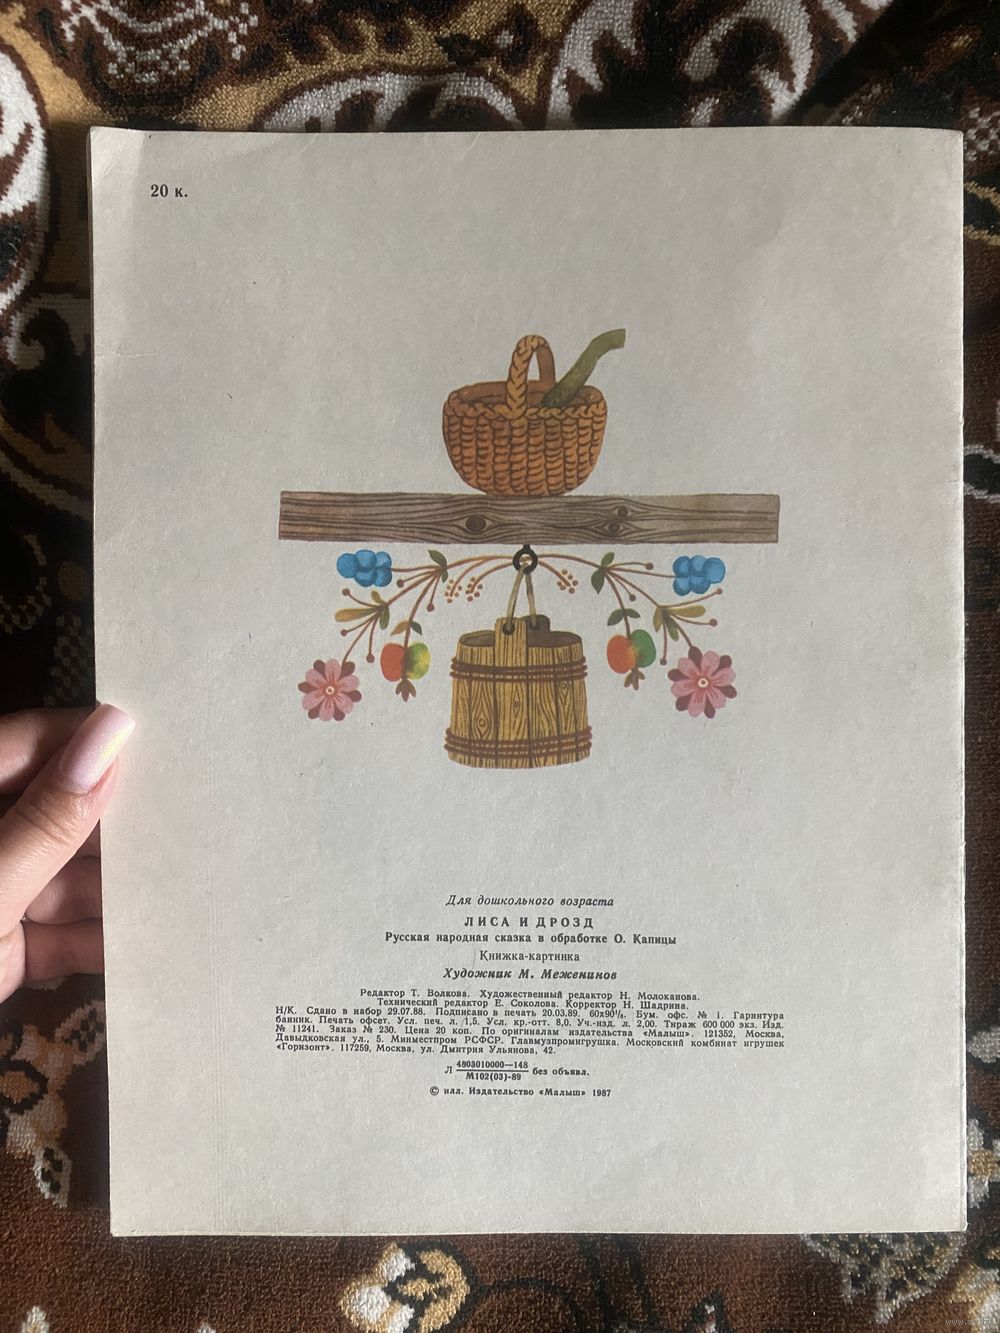 20 к.
Для дошкольного возраста
ЛИСА И ДРОЗД
Русская народная сказка в обработке О. Капицы
Книжка-картинка
Художник М. Меженинов
Редактор Т. Волкова. Художественный редактор Н. Молоканова.
Технический редактор Е. Соколова. Корректор Н. Шадрина.
Н/К. Сдано в набор 29.07.88. Подписано в печать 20.03.89. 60х90¹/₈. Бум. офс. № 1. Гарнитура
банник. Печать офсет. Усл. печ. л. 1,5. Усл. кр.-отт. 8,0. Уч.-изд. л. 2,00. Тираж 600 000 экз. Изд.
№ 11241. Заказ № 230. Цена 20 коп. По оригиналам издательства «Малыш». 121352, Москва,
Давыдковская ул., 5. Минместпром РСФСР. Главмузпромигрушка. Московский комбинат игрушек
«Горизонт». 117259, Москва, ул. Дмитрия Ульянова, 42.
Л 4803010000—148 без объявл.
М102(03)-89
© илл. Издательство «Малыш» 1987